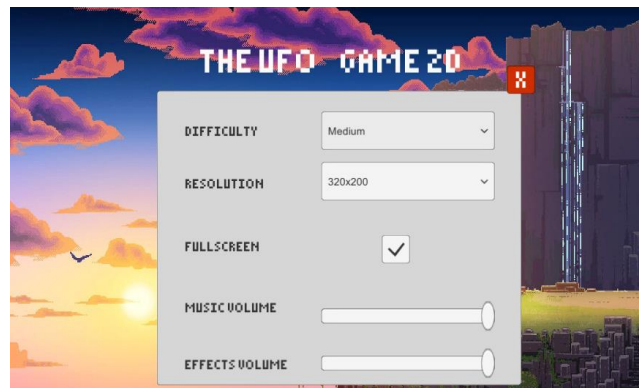 THE UFO GAME 2D
X
DIFFICULTY Medium
RESOLUTION 320x200
FULLSCREEN
MUSIC VOLUME
EFFECTS VOLUME